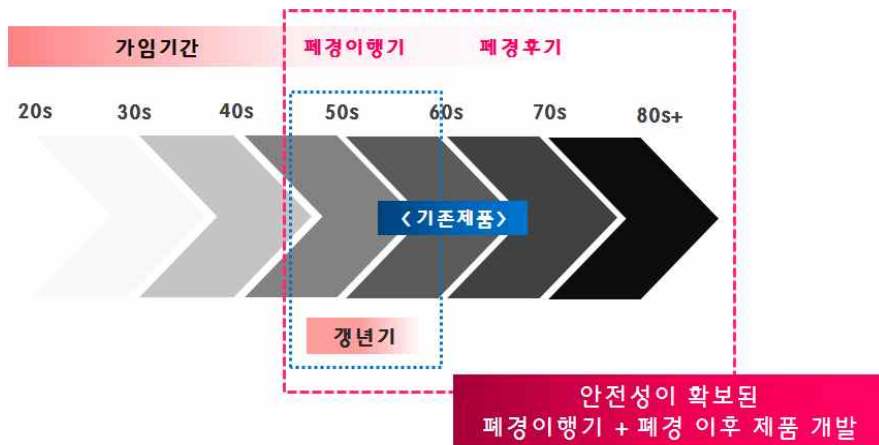 가임기간 폐경이행기 폐경후기
20s 30s 40s 50s 60s 70s 80s+
<기존제품>
갱년기
안전성이 확보된
폐경이행기 + 폐경 이후 제품 개발